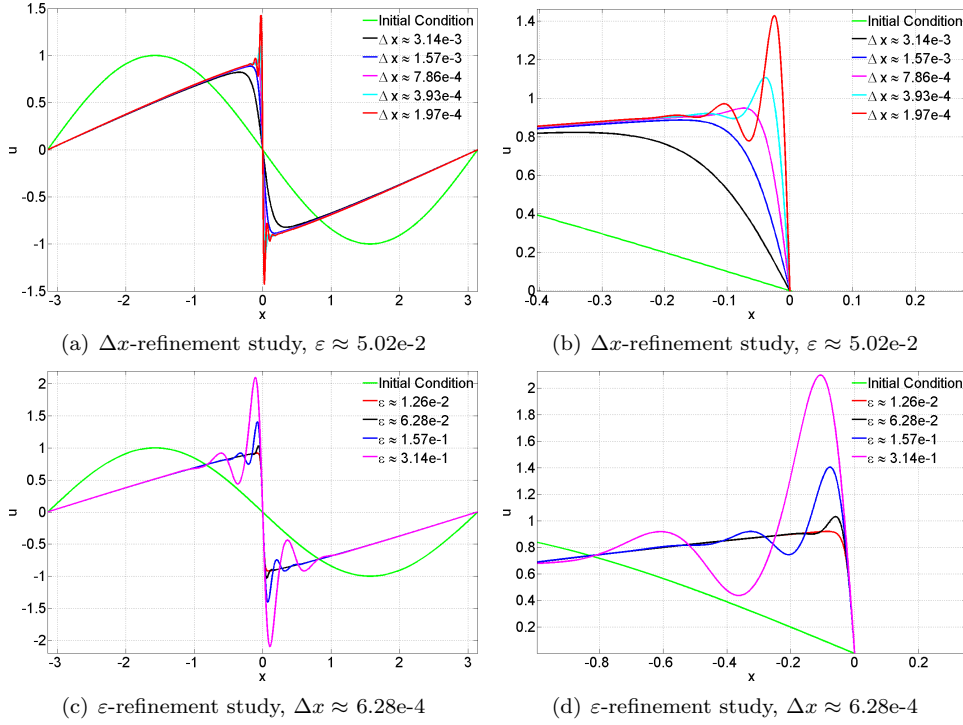 1.5
1
0.5
0
-0.5
-1
-1.5
u
-3
-2
-1
0
1
2
3
x
Initial Condition
Δ x ≈ 3.14e-3
Δ x ≈ 1.57e-3
Δ x ≈ 7.86e-4
Δ x ≈ 3.93e-4
Δ x ≈ 1.97e-4
(a) Δx-refinement study, ε ≈ 5.02e-2
1.4
1.2
1
0.8
0.6
0.4
0.2
0
u
-0.4
-0.3
-0.2
-0.1
0
0.1
0.2
x
Initial Condition
Δ x ≈ 3.14e-3
Δ x ≈ 1.57e-3
Δ x ≈ 7.86e-4
Δ x ≈ 3.93e-4
Δ x ≈ 1.97e-4
(b) Δx-refinement study, ε ≈ 5.02e-2
2
1.5
1
0.5
0
-0.5
-1
-1.5
-2
u
-3
-2
-1
0
1
2
3
x
Initial Condition
ε ≈ 1.26e-2
ε ≈ 6.28e-2
ε ≈ 1.57e-1
ε ≈ 3.14e-1
(c) ε-refinement study, Δx ≈ 6.28e-4
2
1.8
1.6
1.4
1.2
1
0.8
0.6
0.4
0.2
u
-0.8
-0.6
-0.4
-0.2
0
0.2
x
Initial Condition
ε ≈ 1.26e-2
ε ≈ 6.28e-2
ε ≈ 1.57e-1
ε ≈ 3.14e-1
(d) ε-refinement study, Δx ≈ 6.28e-4